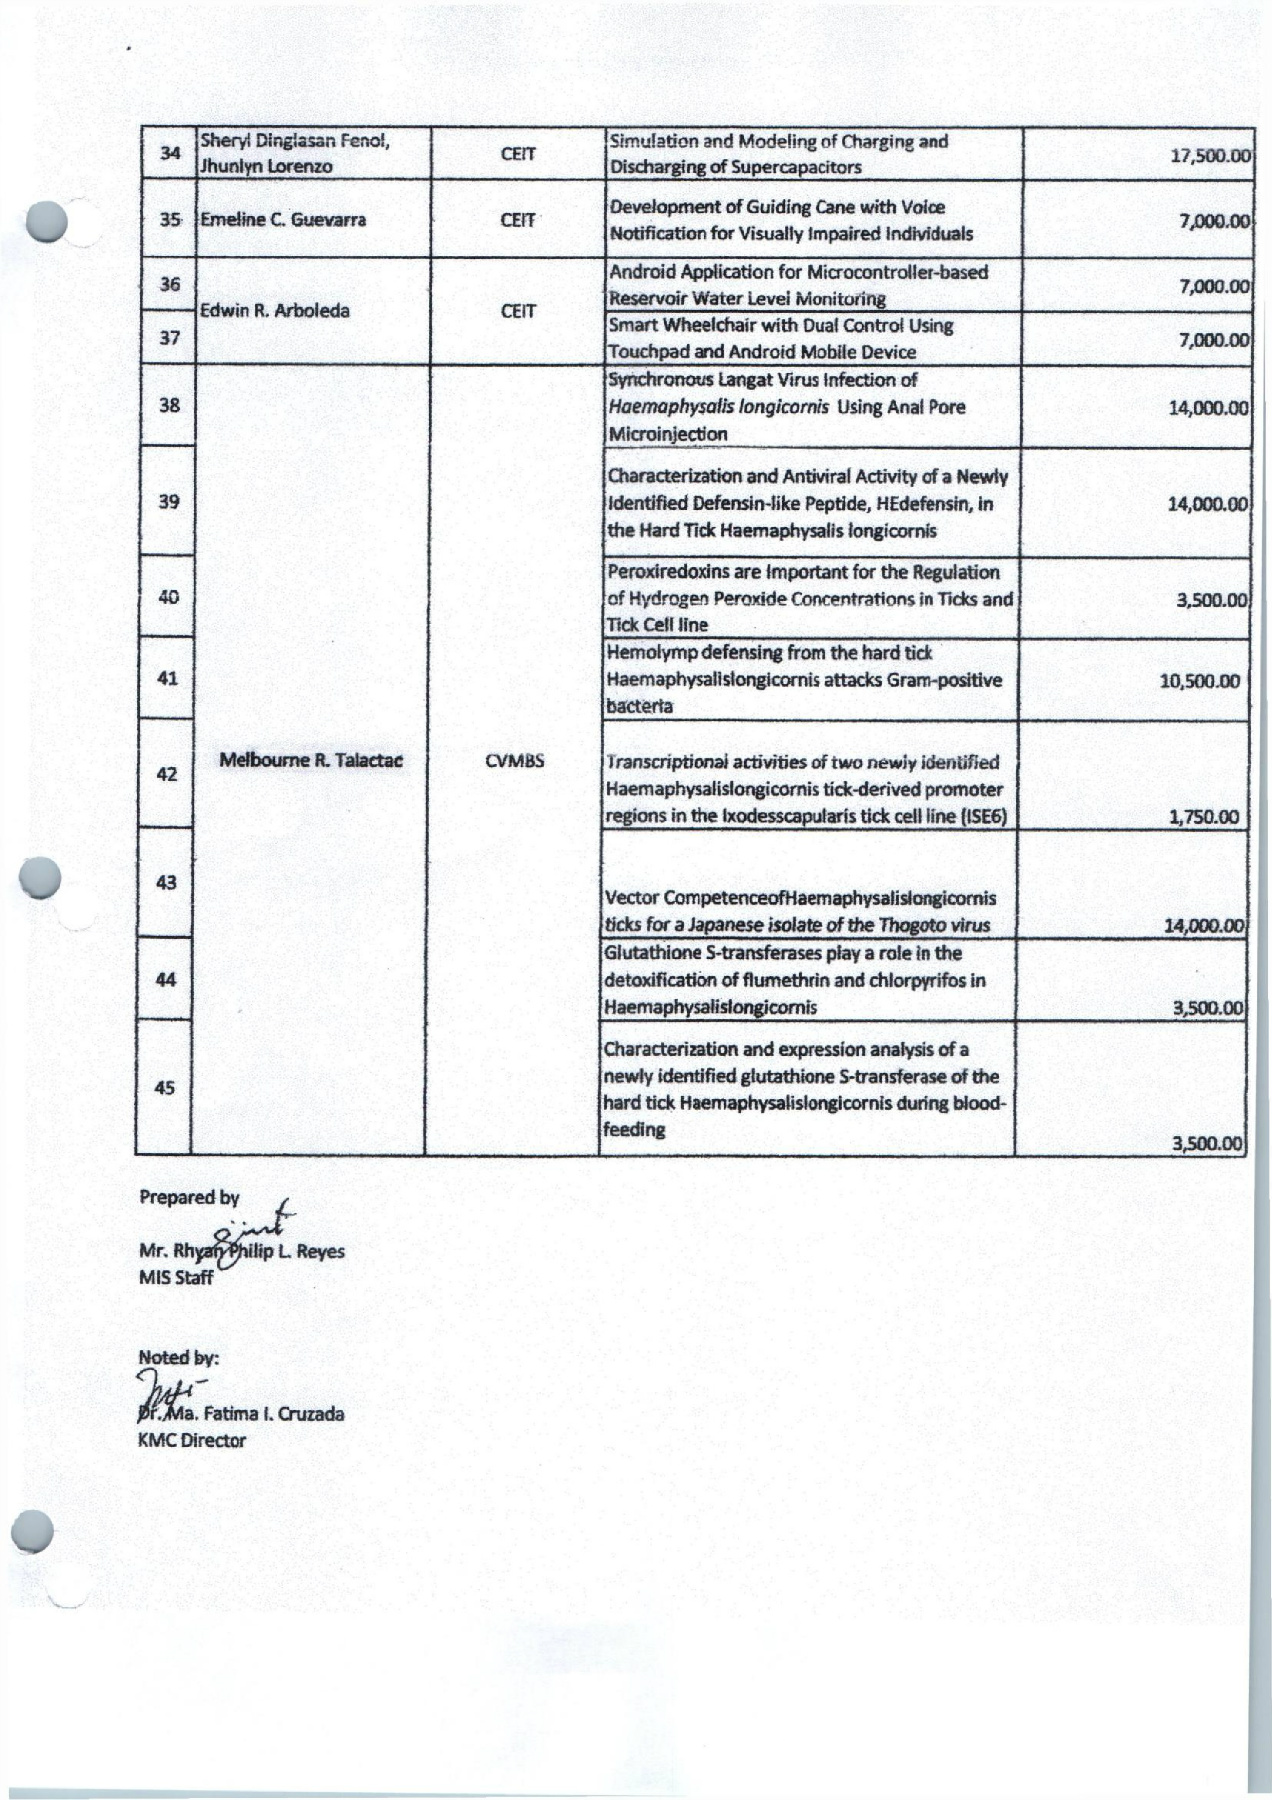 34
Sheryl Dinglasan Fenol,
Jhunlyn Lorenzo
CEIT
Simulation and Modeling of Charging and
Discharging of Supercapacitors
17,500.00
35
Emeline C. Guevarra
CEIT
Development of Guiding Cane with Voice
Notification for Visually Impaired Individuals
7,000.00
36
Edwin R. Arboleda
CEIT
Android Application for Microcontroller-based
Reservoir Water Level Monitoring
7,000.00
37
Smart Wheelchair with Dual Control Using
Touchpad and Android Mobile Device
7,000.00
38
Synchronous Langat Virus Infection of
Haemaphysalis longicornis Using Anal Pore
Microinjection
14,000.00
39
Characterization and Antiviral Activity of a Newly
Identified Defensin-like Peptide, HEdefensin, in
the Hard Tick Haemaphysalis longicornis
14,000.00
40
Peroxiredoxins are Important for the Regulation
of Hydrogen Peroxide Concentrations in Ticks and
Tick Cell line
3,500.00
41
Hemolymp defensing from the hard tick
Haemaphysalislongicornis attacks Gram-positive
bacteria
10,500.00
42
Melbourne R. Talactac
CVMBS
Transcriptional activities of two newly identified
Haemaphysalislongicornis tick-derived promoter
regions in the Ixodesscapularis tick cell line (ISE6)
1,750.00
43
Vector CompetenceofHaemaphysalislongicornis
ticks for a Japanese isolate of the Thogoto virus
14,000.00
44
Glutathione S-transferases play a role in the
detoxification of flumethrin and chlorpyrifos in
Haemaphysalislongicornis
3,500.00
45
Characterization and expression analysis of a
newly identified glutathione S-transferase of the
hard tick Haemaphysalislongicornis during blood-
feeding
3,500.00
Prepared by
Mr. Rhyan Philip L. Reyes
MIS Staff
Noted by:
Dr. Ma. Fatima I. Cruzada
KMC Director